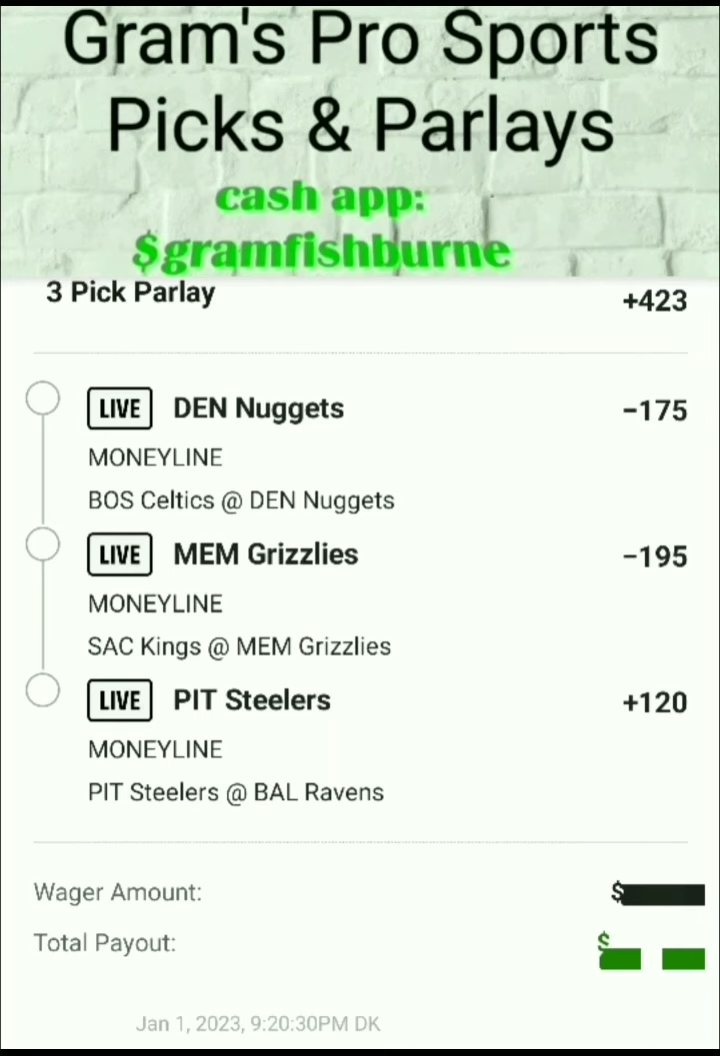 Gram's Pro Sports
Picks & Parlays
cash app:
$gramfishburne
3 Pick Parlay +423
LIVE DEN Nuggets −175
MONEYLINE
BOS Celtics @ DEN Nuggets
LIVE MEM Grizzlies −195
MONEYLINE
SAC Kings @ MEM Grizzlies
LIVE PIT Steelers +120
MONEYLINE
PIT Steelers @ BAL Ravens
Wager Amount: $
Total Payout: $
Jan 1, 2023, 9:20:30PM DK